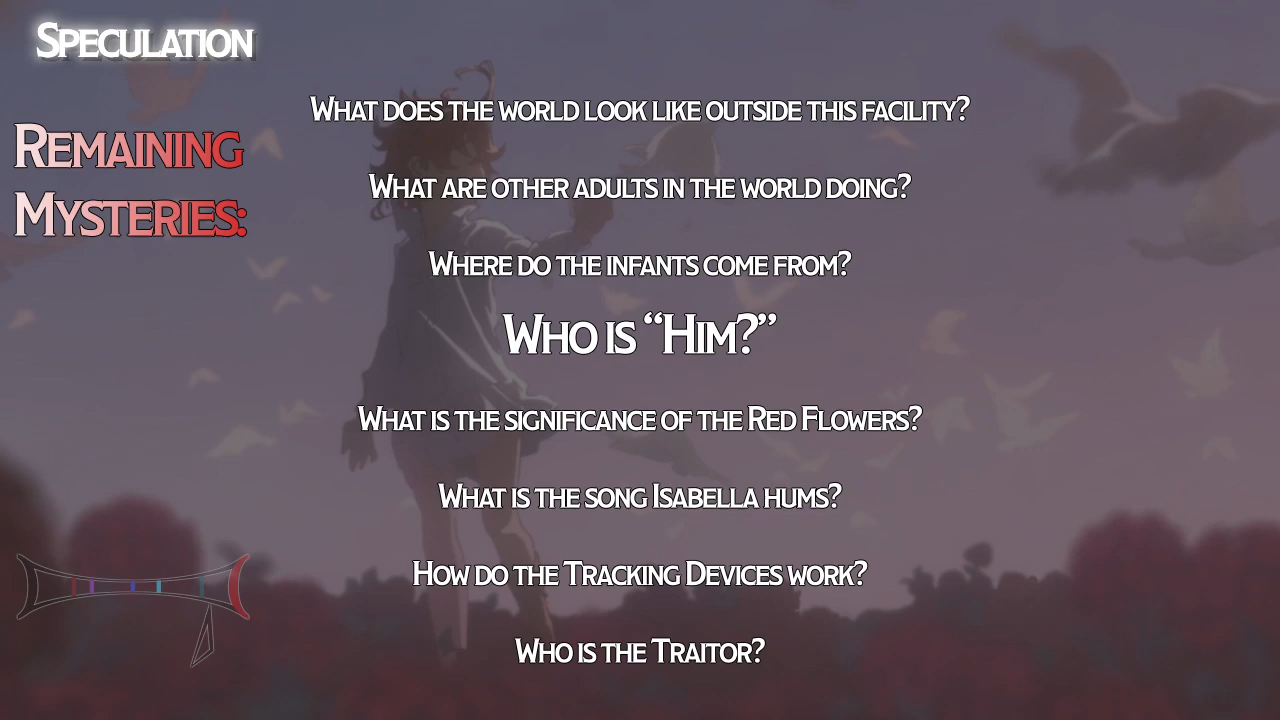 Speculation
Remaining
Mysteries:
What does the world look like outside this facility?
What are other adults in the world doing?
Where do the infants come from?
Who is “Him?”
What is the significance of the Red Flowers?
What is the song Isabella hums?
How do the Tracking Devices work?
Who is the Traitor?